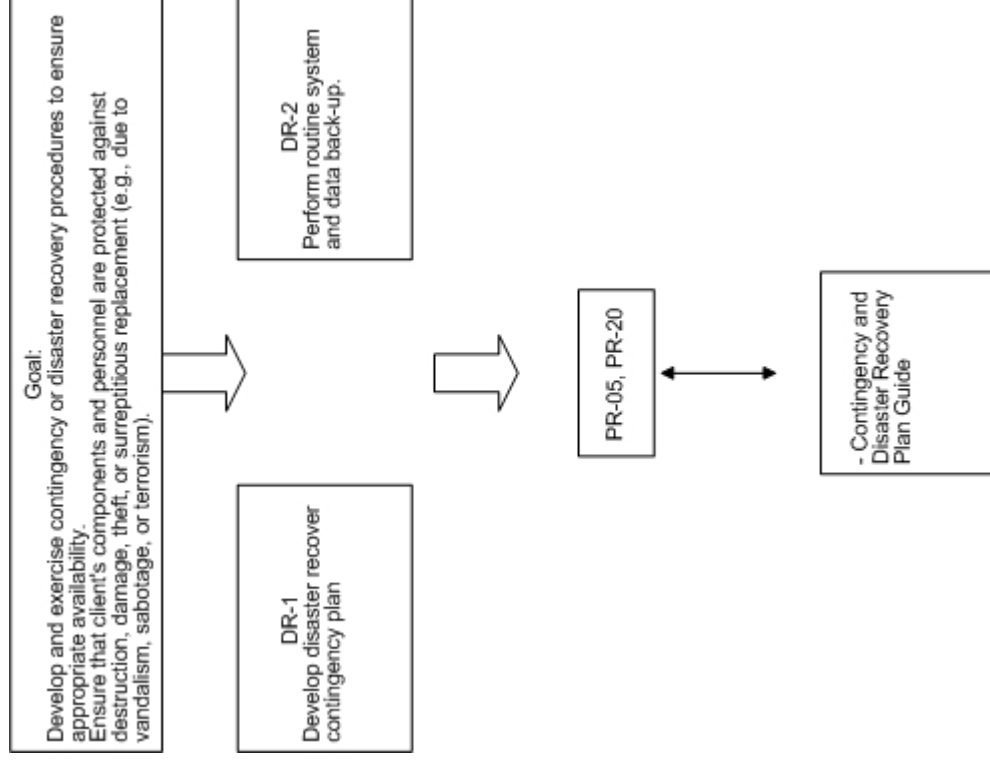 Goal:
Develop and exercise contingency or disaster recovery procedures to ensure
appropriate availability.
Ensure that client's components and personnel are protected against
destruction, damage, theft, or surreptitious replacement (e.g., due to
vandalism, sabotage, or terrorism).
DR-1
Develop disaster recover
contingency plan
DR-2
Perform routine system
and data back-up.
PR-05, PR-20
- Contingency and
Disaster Recovery
Plan Guide